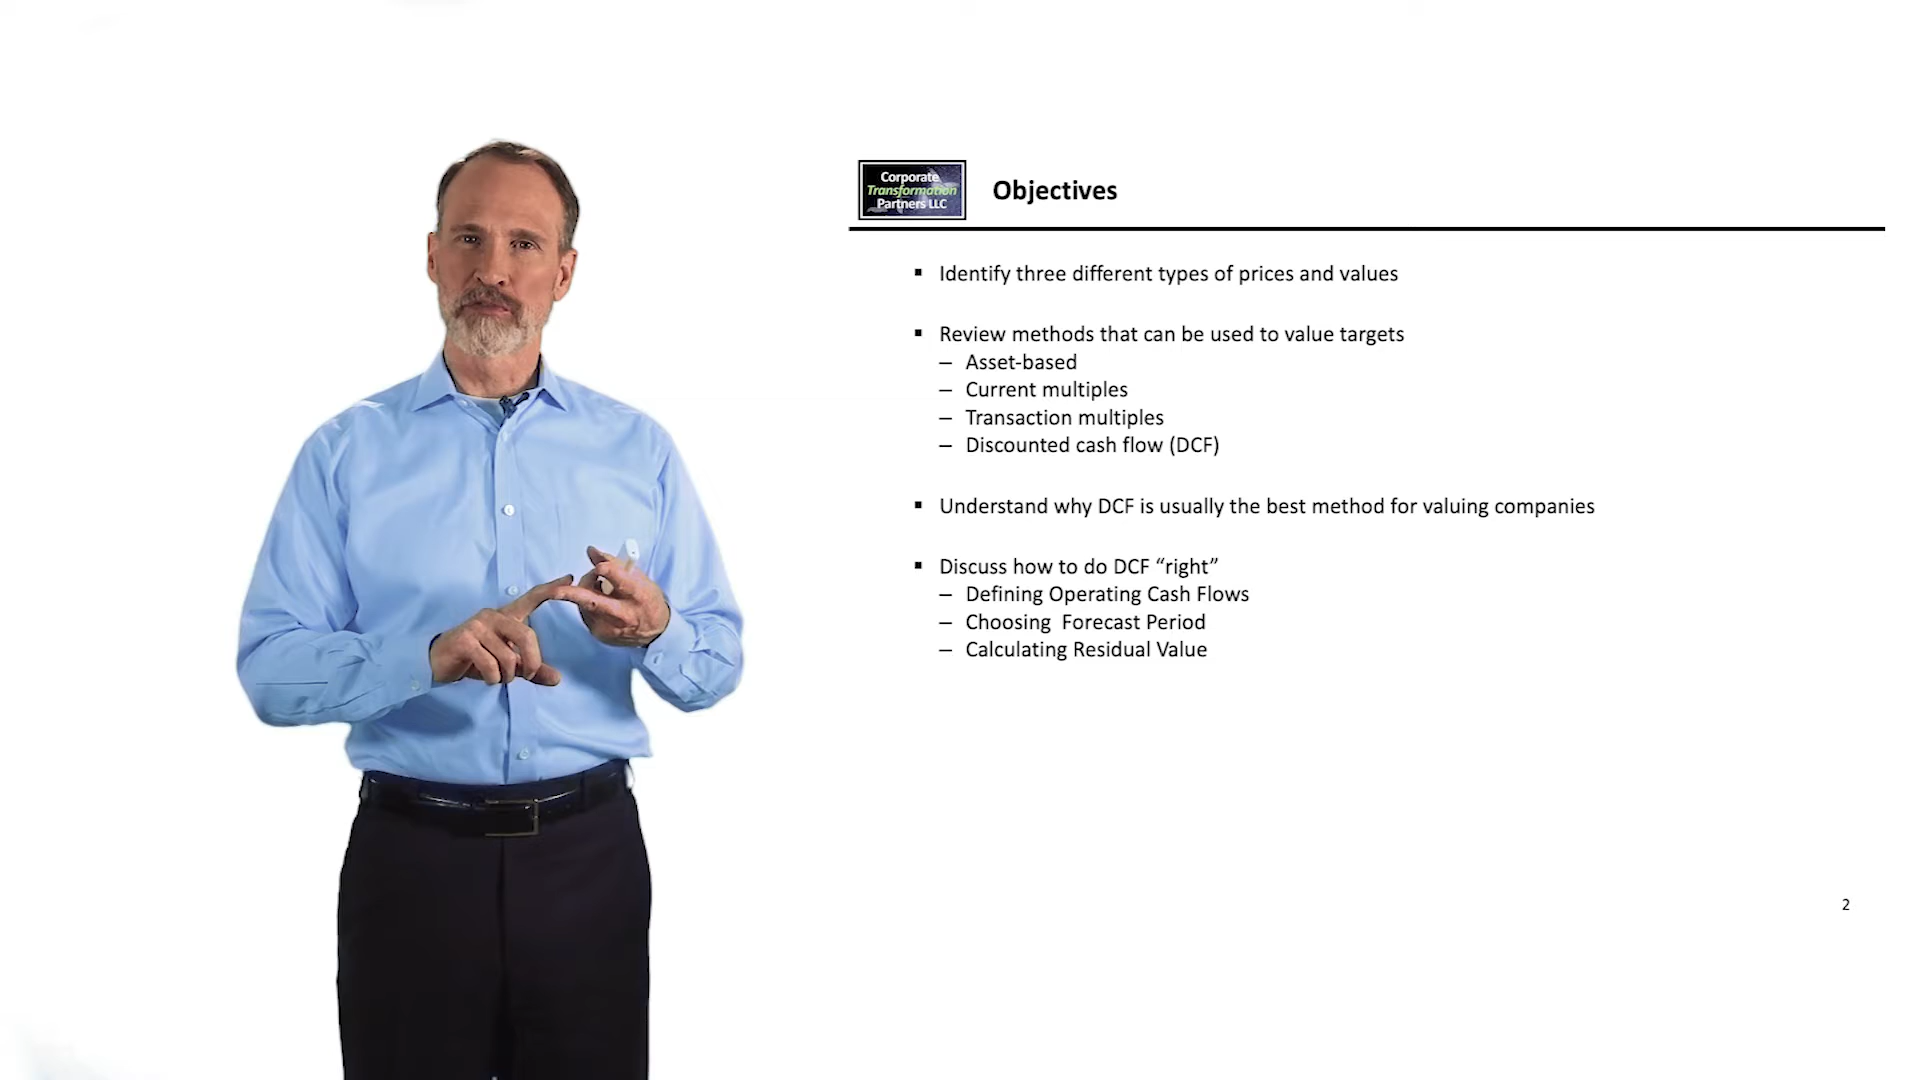 Corporate
Transformation
Partners LLC
Objectives
▪ Identify three different types of prices and values
▪ Review methods that can be used to value targets
– Asset-based
– Current multiples
– Transaction multiples
– Discounted cash flow (DCF)
▪ Understand why DCF is usually the best method for valuing companies
▪ Discuss how to do DCF “right”
– Defining Operating Cash Flows
– Choosing  Forecast Period
– Calculating Residual Value
2